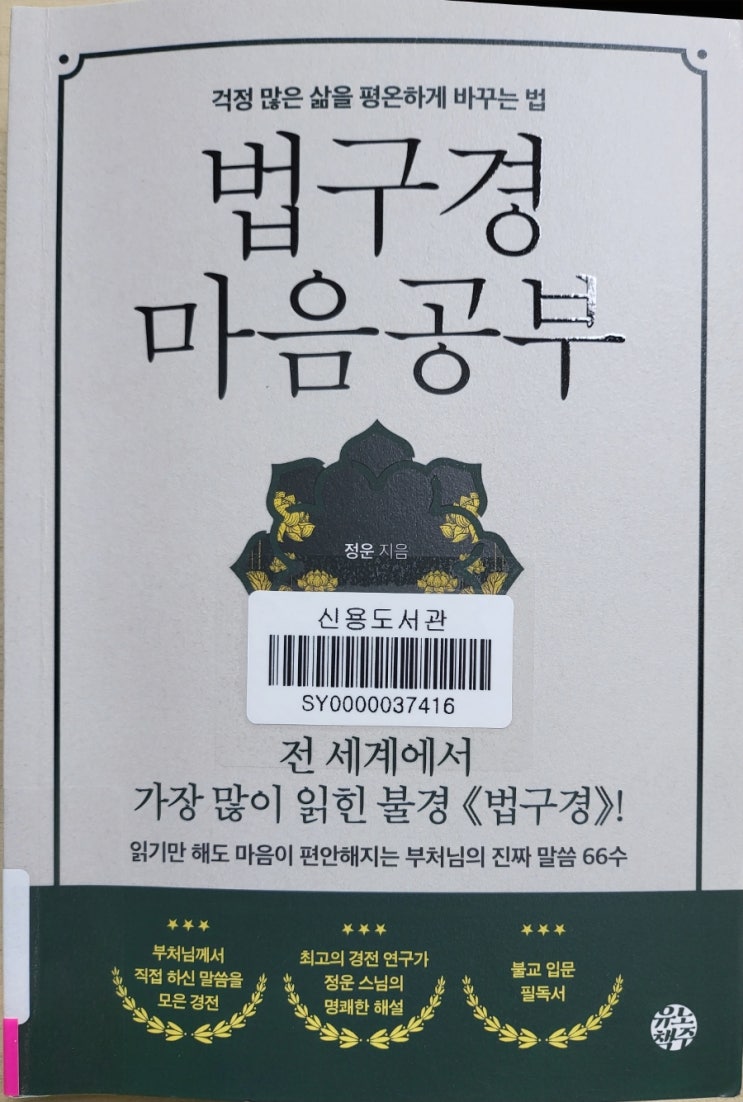 걱정 많은 삶을 평온하게 바꾸는 법
법구경
마음공부
정운 지음
신용도서관
SY0000037416
전 세계에서
가장 많이 읽힌 불경 《법구경》!
읽기만 해도 마음이 편안해지는 부처님의 진짜 말씀 66수
부처님께서
직접 하신 말씀을
모은 경전
최고의 경전 연구가
정운 스님의
명쾌한 해설
불교 입문
필독서
유노
책주